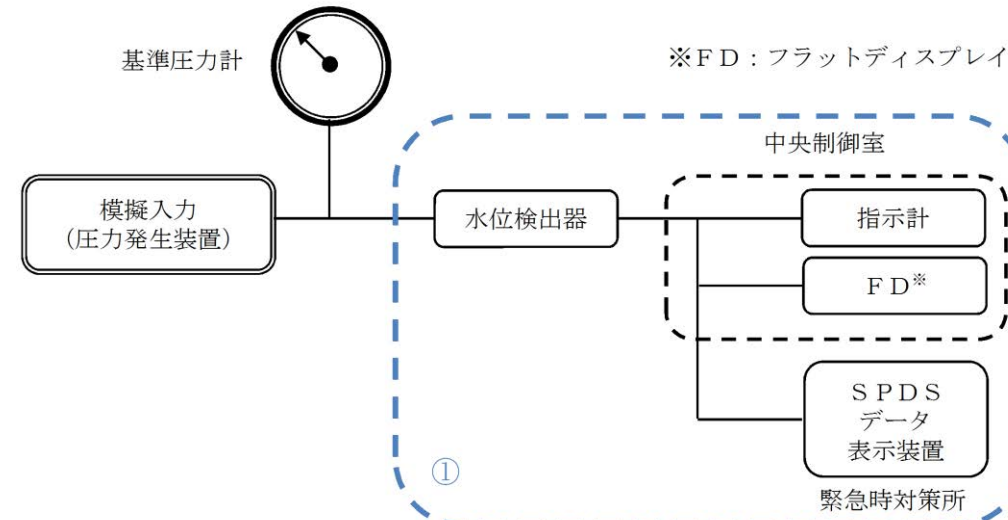 基準圧力計
※ＦＤ：フラットディスプレイ
中央制御室
模擬入力
（圧力発生装置）
水位検出器
指示計
ＦＤ※
ＳＰＤＳ
データ
表示装置
①
緊急時対策所